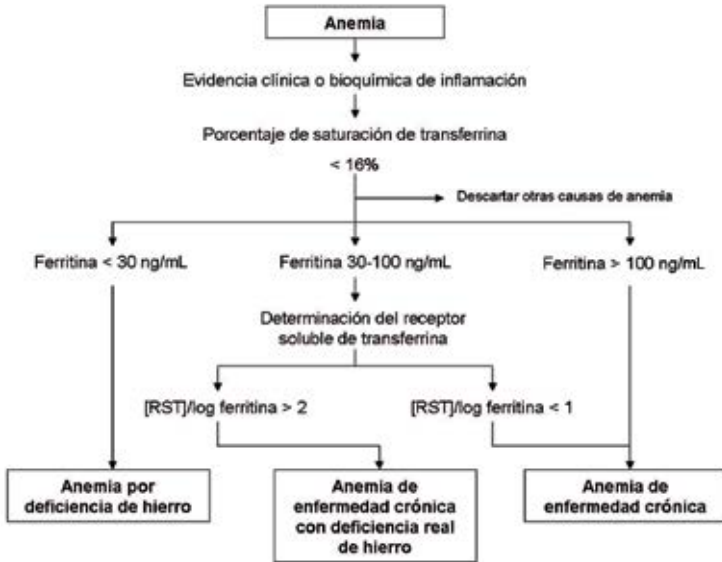 Anemia
Evidencia clínica o bioquímica de inflamación
Porcentaje de saturación de transferrina
< 16%
Descartar otras causas de anemia
Ferritina < 30 ng/mL
Ferritina 30-100 ng/mL
Ferritina > 100 ng/mL
Determinación del receptor
soluble de transferrina
[RST]/log ferritina > 2
[RST]/log ferritina < 1
Anemia por
deficiencia de hierro
Anemia de
enfermedad crónica
con deficiencia real
de hierro
Anemia de
enfermedad crónica